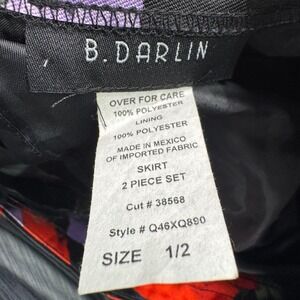 B. DARLIN
OVER FOR CARE
100% POLYESTER
LINING
100% POLYESTER
MADE IN MEXICO
OF IMPORTED FABRIC
SKIRT
2 PIECE SET
Cut # 38568
Style # Q46XQ890
SIZE 1/2